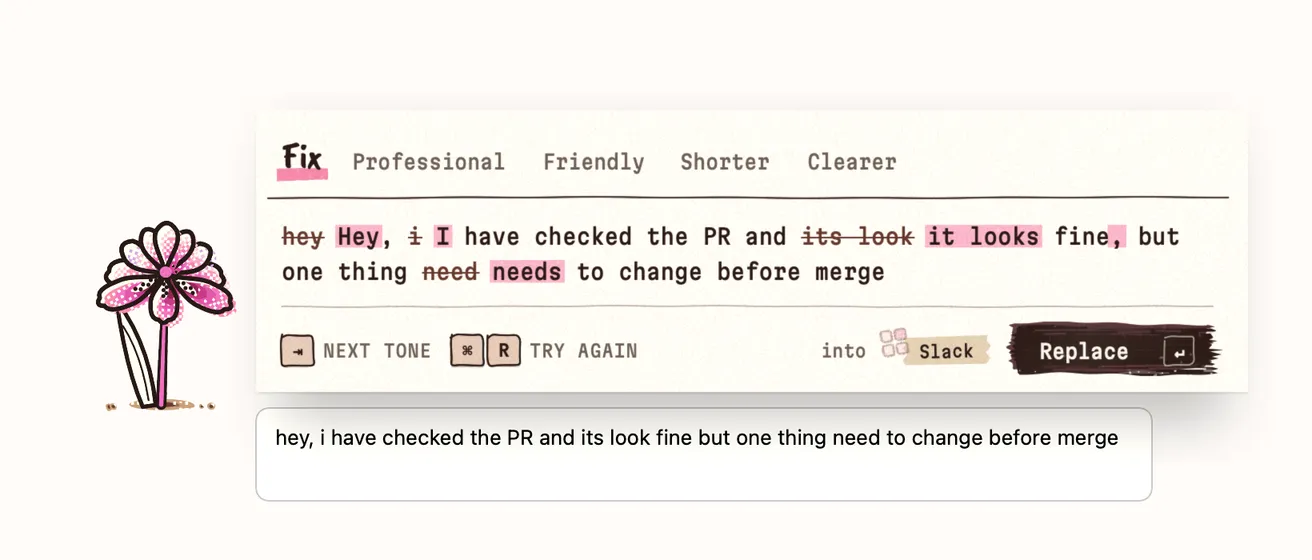 Fix Professional Friendly Shorter Clearer
hey Hey, i I have checked the PR and its look it looks fine, but
one thing need needs to change before merge
⇥ NEXT TONE ⌘ R TRY AGAIN into Slack Replace ↵
hey, i have checked the PR and its look fine but one thing need to change before merge